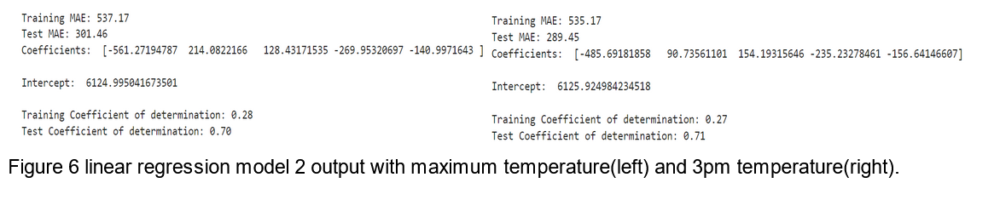 Training MAE: 537.17
Test MAE: 301.46
Coefficients:  [-561.27194787  214.0822166   128.43171535 -269.95320697 -140.9971643 ]
Intercept:  6124.995041673501
Training Coefficient of determination: 0.28
Test Coefficient of determination: 0.70
Training MAE: 535.17
Test MAE: 289.45
Coefficients:  [-485.69181858   90.73561101  154.19315646 -235.23278461 -156.64146607]
Intercept:  6125.924984234518
Training Coefficient of determination: 0.27
Test Coefficient of determination: 0.71
Figure 6 linear regression model 2 output with maximum temperature(left) and 3pm temperature(right).